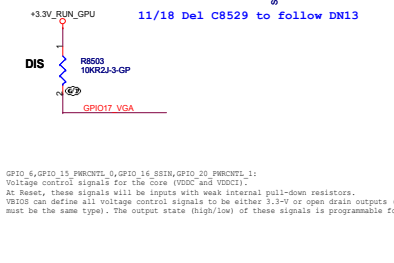 +3.3V_RUN_GPU
11/18 Del C8529 to follow DN13
S
1
DIS
R8503
10KR2J-3-GP
2
GPIO17_VGA
GPIO_6,GPIO_15_PWRCNTL_0,GPIO_16_SSIN,GPIO_20_PWRCNTL_1:
Voltage control signals for the core (VDDC and VDDCI).
At Reset, these signals will be inputs with weak internal pull-down resistors.
VBIOS can define all voltage control signals to be either 3.3-V or open drain outputs (
must be the same type). The output state (high/low) of these signals is programmable fo